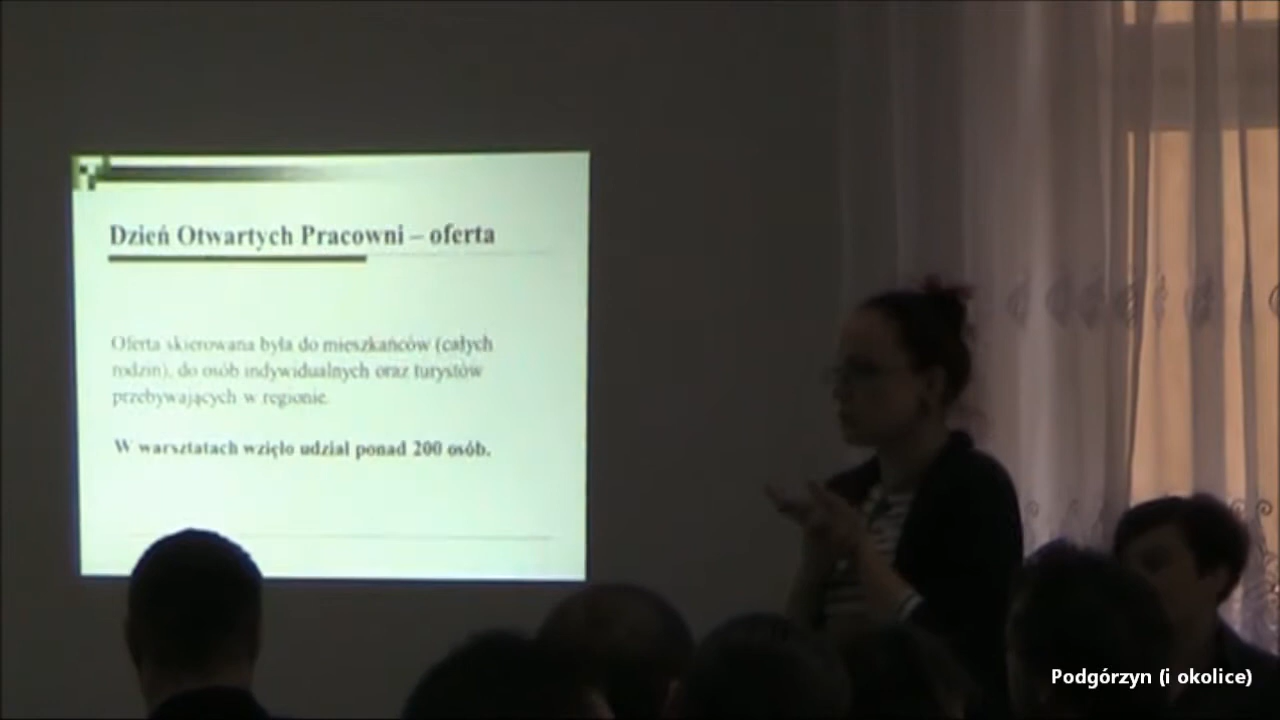 Dzień Otwartych Pracowni – oferta
Oferta skierowana była do mieszkańców (całych
rodzin), do osób indywidualnych oraz turystów
przebywających w regionie.
W warsztatach wzięło udział ponad 200 osób.
Podgórzyn (i okolice)